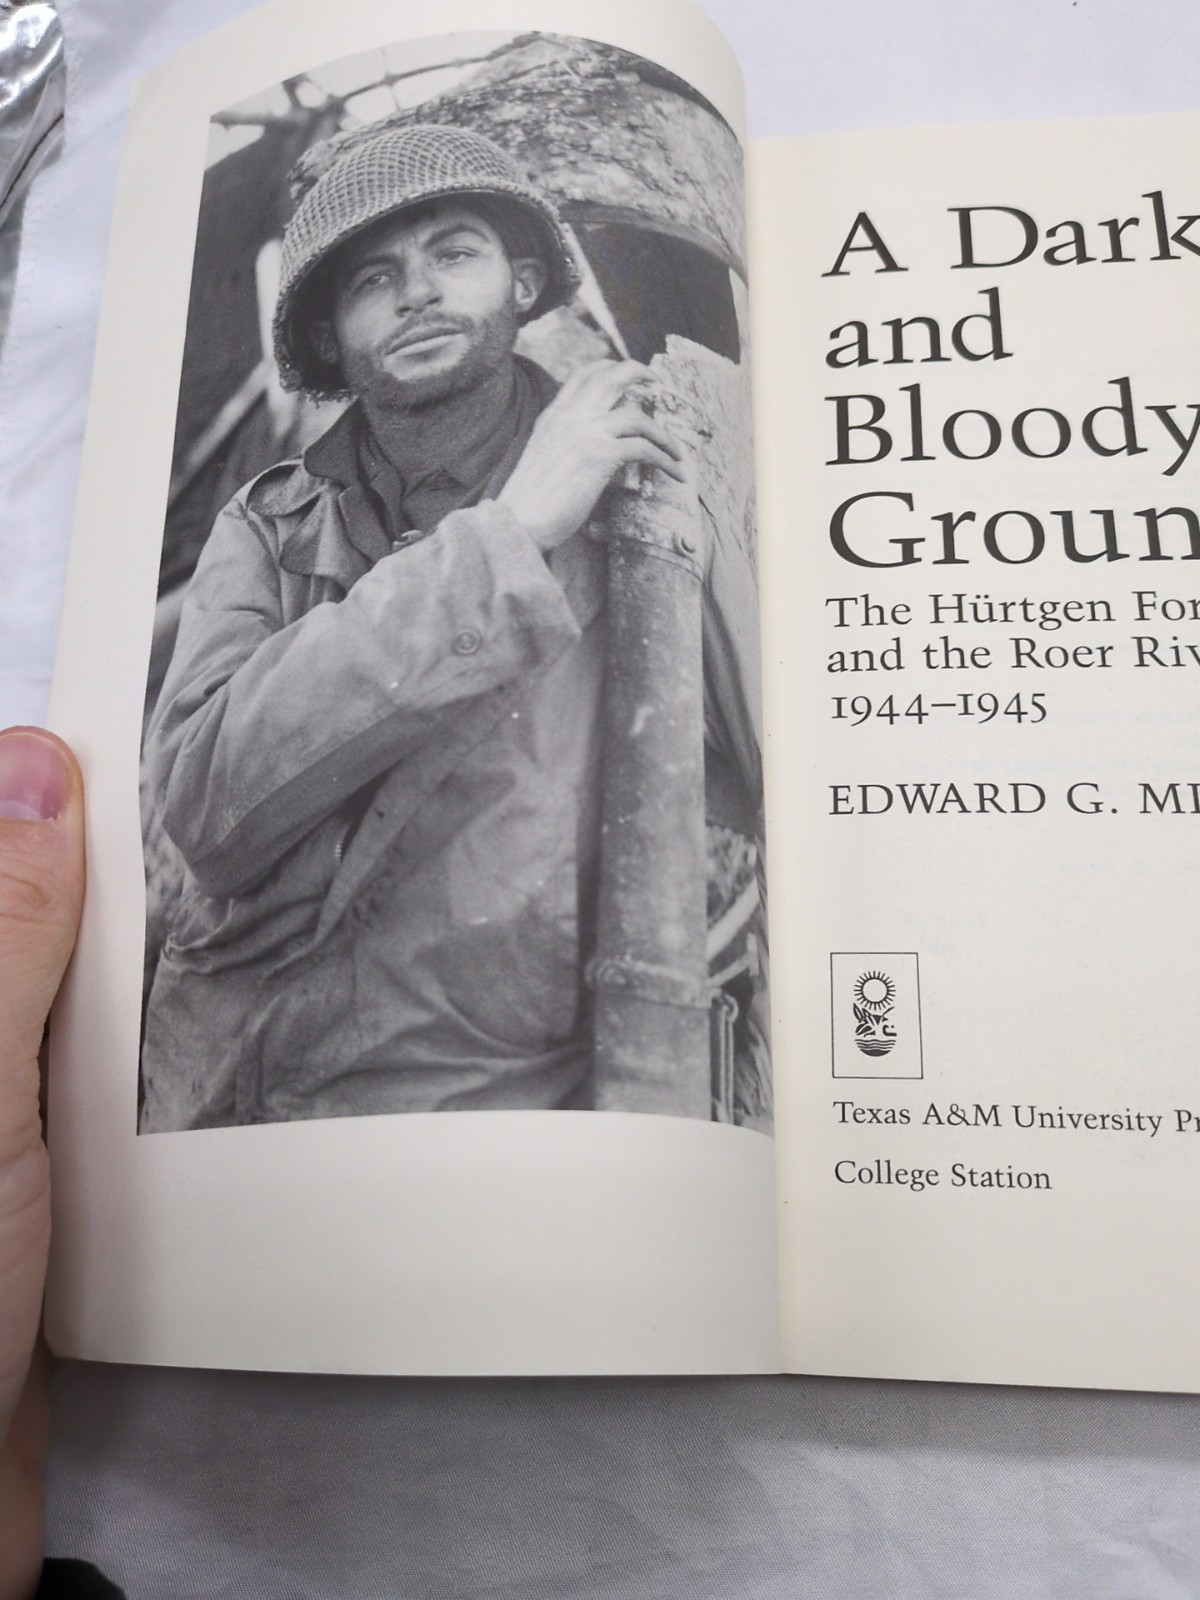 A Dark
and
Bloody
Groun
The Hürtgen For
and the Roer Riv
1944–1945
EDWARD G. MI
Texas A&M University Pr
College Station